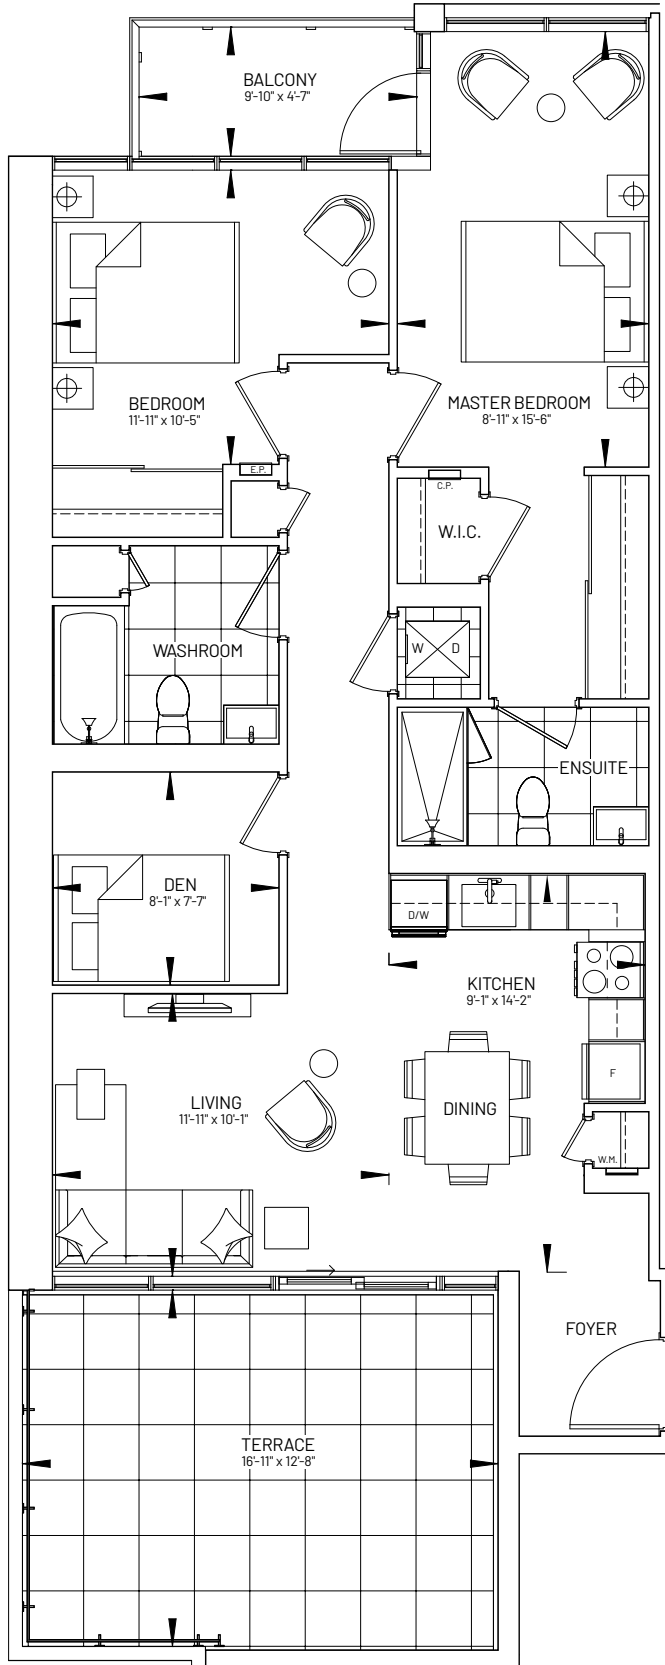 BALCONY
9'-10" x 4'-7"
BEDROOM
11'-11" x 10'-5"
MASTER BEDROOM
8'-11" x 15'-6"
E.P.
C.P.
W.I.C.
WASHROOM
W D
ENSUITE
DEN
8'-1" x 7'-7"
D/W
KITCHEN
9'-1" x 14'-2"
F
LIVING
11'-11" x 10'-1"
DINING
W.M.
FOYER
TERRACE
16'-11" x 12'-8"